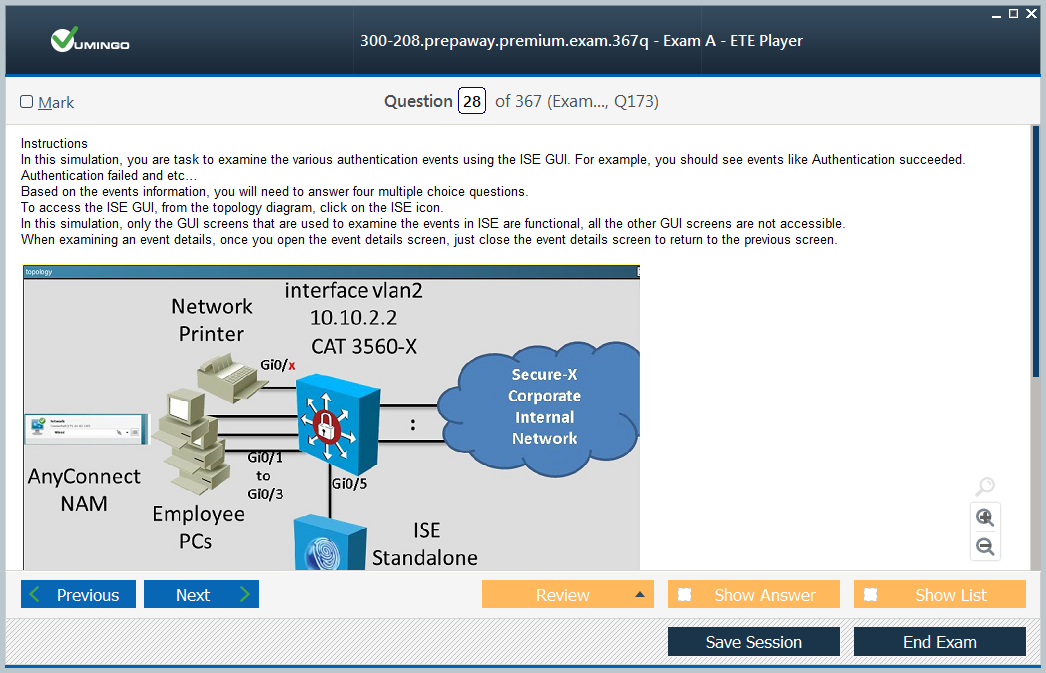 VUMINGO
300-208.prepaway.premium.exam.367q - Exam A - ETE Player
Mark
Question 28 of 367 (Exam..., Q173)
Instructions
In this simulation, you are task to examine the various authentication events using the ISE GUI. For example, you should see events like Authentication succeeded.
Authentication failed and etc...
Based on the events information, you will need to answer four multiple choice questions.
To access the ISE GUI, from the topology diagram, click on the ISE icon.
In this simulation, only the GUI screens that are used to examine the events in ISE are functional, all the other GUI screens are not accessible.
When examining an event details, once you open the event details screen, just close the event details screen to return to the previous screen.
topology
interface vlan2
10.10.2.2
CAT 3560-X
Network
Printer
Gi0/x
Secure-X
Corporate
Internal
Network
:
AnyConnect
NAM
Gi0/1
to
Gi0/3
Gi0/5
Employee
PCs
ISE
Standalone
Previous
Next
Review
Show Answer
Show List
Save Session
End Exam